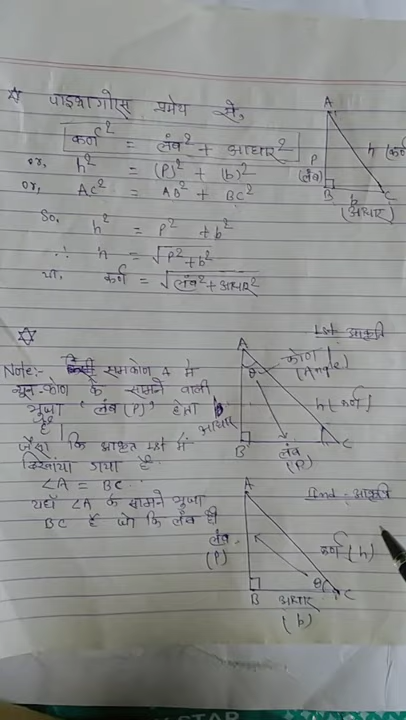 पाइथागोरस प्रमेय से,
A
कर्ण² = लंब² + आधार²
h (कर्ण
or, h² = (P)² + (b)²
P
(लंब)
or, AC² = AB² + BC²
B
b
C
(आधार)
So, h² = P² + b²
∴ h = √P²+b²
या, कर्ण = √लंब²+आधार²
1st आकृति
A
θ
कोण
(Angle)
Note:- समकोण Δ में
न्यून-कोण के सामने वाली
भुजा 'लंब (P)' होता
है।
आधार
h (कर्ण)
B
लंब
(P)
C
जैसा कि आकृति 1st में
दिखाया गया है
∠A = BC
IInd - आकृति
A
यहाँ ∠A के सामने भुजा
BC है जो कि लंब है
लंब
(P)
कर्ण (h)
θ
B
आधार
C
(b)